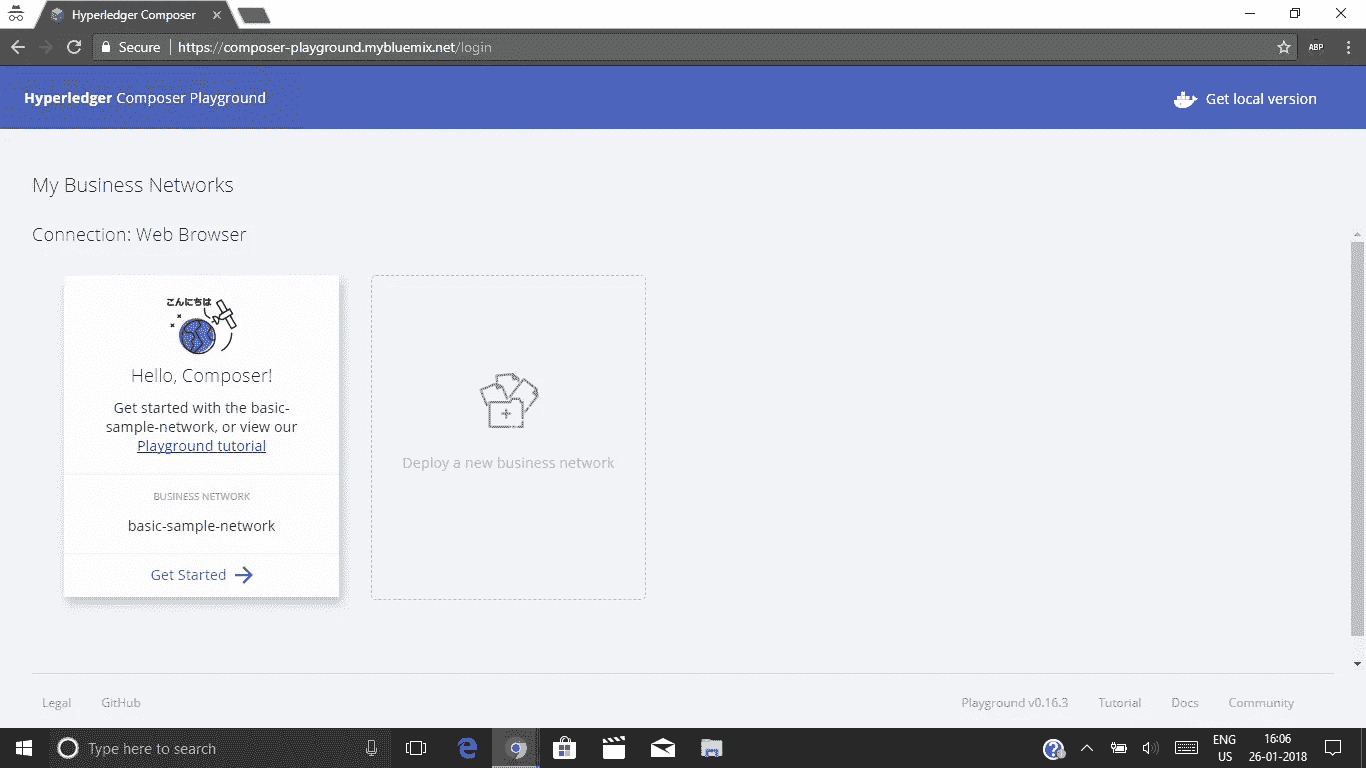 Hyperledger Composer
Secure
https://composer-playground.mybluemix.net/login
ABP
Hyperledger Composer Playground
Get local version
My Business Networks
Connection: Web Browser
こんにちは
Hello, Composer!
Get started with the basic-
sample-network, or view our
Playground tutorial
BUSINESS NETWORK
basic-sample-network
Get Started
Deploy a new business network
Legal
GitHub
Playground v0.16.3
Tutorial
Docs
Community
Type here to search
ENG
US
16:06
26-01-2018